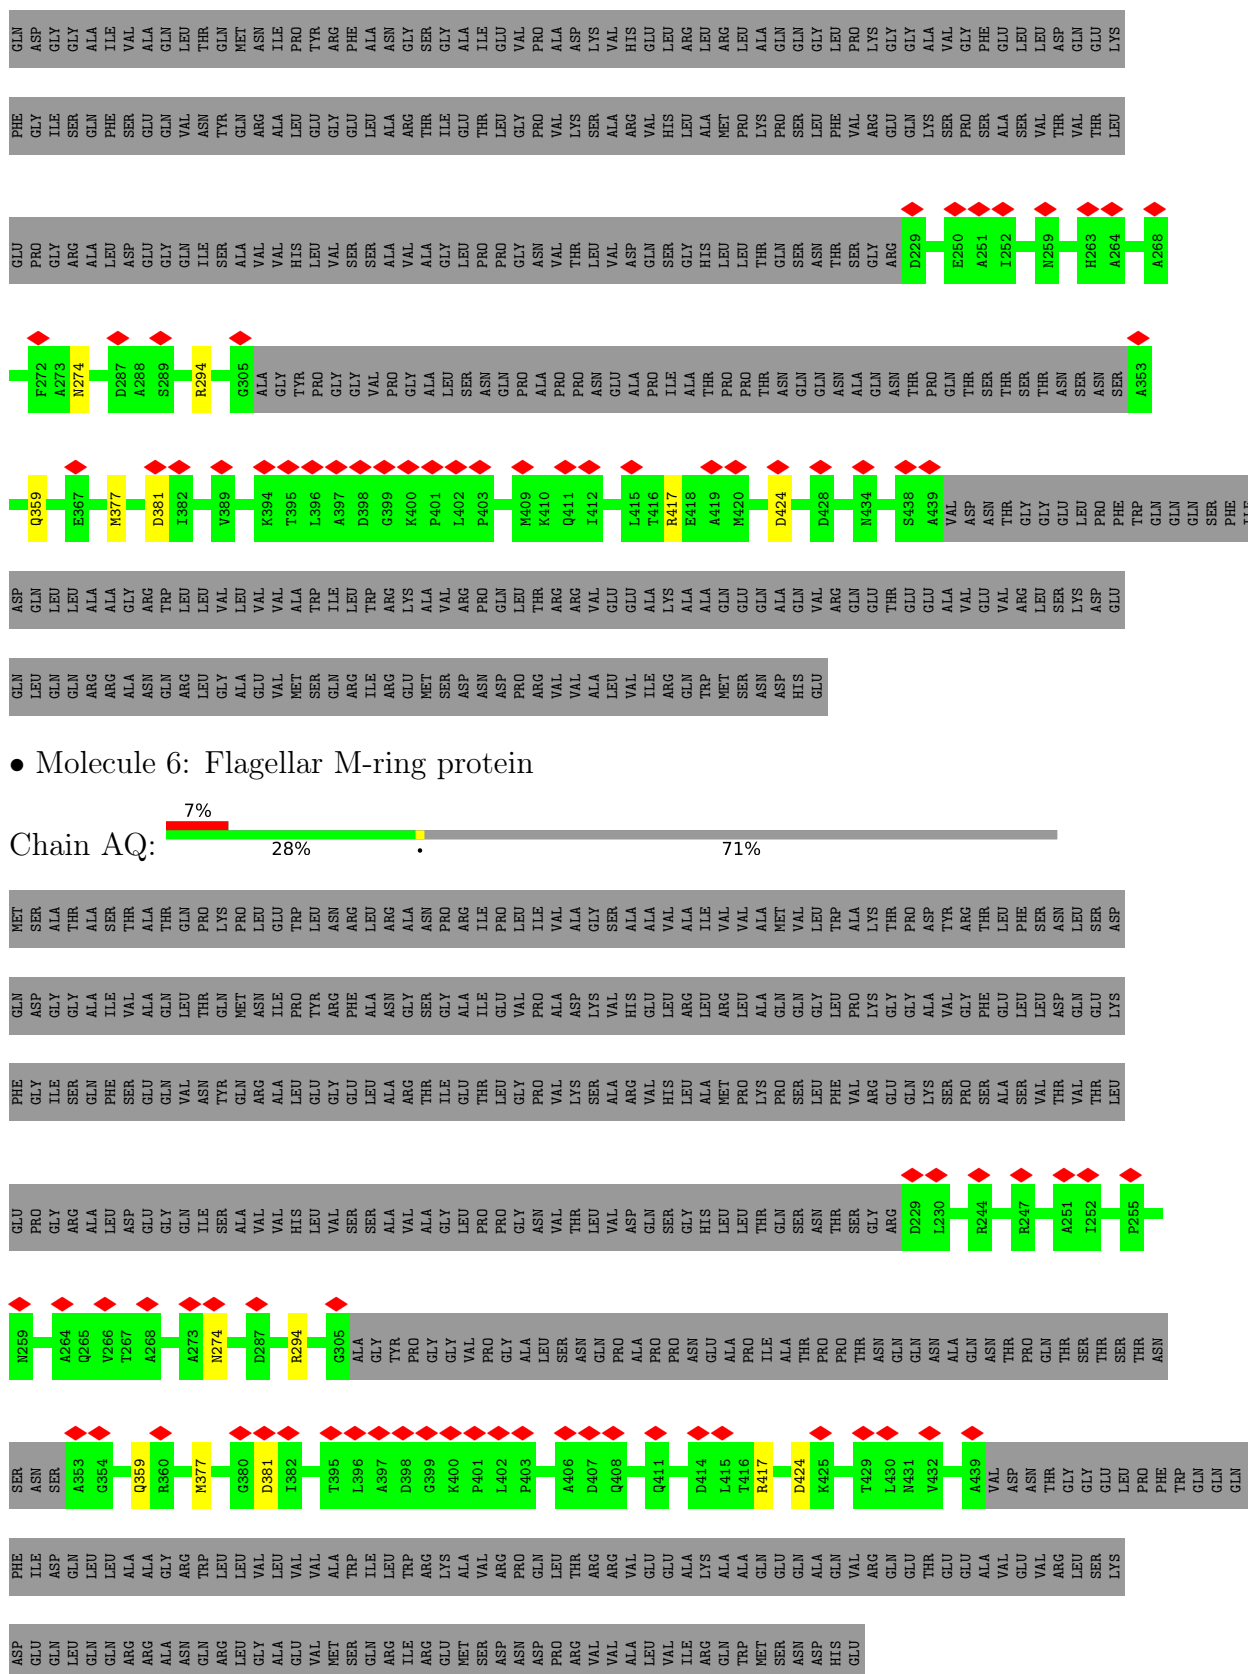 GLN ASP GLY GLY ALA ILE VAL ALA GLN LEU THR GLN MET ASN ILE PRO TYR ARG PHE ALA ASN GLY SER GLY ALA ILE GLU VAL PRO ALA ASP LYS VAL HIS GLU LEU ARG LEU ARG LEU ALA GLN GLN GLY LEU PRO LYS GLY GLY ALA VAL GLY PHE GLU LEU LEU ASP GLN GLU LYS
PHE GLY ILE SER GLN PHE SER GLU GLN VAL ASN TYR GLN ARG ALA LEU GLU GLY GLU LEU ALA ARG THR ILE GLU THR LEU GLY PRO VAL LYS SER ALA ARG VAL HIS LEU ALA MET PRO LYS PRO SER LEU PHE VAL ARG GLU GLN LYS SER PRO SER ALA SER VAL THR VAL THR LEU
GLU PRO GLY ARG ALA LEU ASP GLU GLY GLN ILE SER ALA VAL VAL HIS LEU VAL SER SER ALA VAL ALA GLY LEU PRO PRO GLY ASN VAL THR LEU VAL ASP GLN SER GLY HIS LEU LEU THR GLN SER ASN THR SER GLY ARG D229 E250 A251 I252 N259 H263 A264 A268
F272 A273 N274 D287 A288 S289 R294 G305 ALA GLY TYR PRO GLY GLY VAL PRO GLY ALA LEU SER ASN GLN PRO ALA PRO PRO ASN GLU ALA PRO ILE ALA THR PRO PRO THR ASN GLN GLN ASN ALA GLN ASN THR PRO GLN THR SER THR SER THR ASN SER ASN SER A353
Q359 E367 M377 D381 I382 V389 K394 T395 L396 A397 D398 G399 K400 P401 L402 P403 M409 K410 Q411 I412 L415 T416 R417 E418 A419 M420 D424 D428 N434 S438 A439 VAL ASP ASN THR GLY GLY GLU LEU PRO PHE TRP GLN GLN GLN SER PHE ILE
ASP GLN LEU LEU ALA ALA GLY ARG TRP LEU LEU VAL LEU VAL VAL ALA TRP ILE LEU TRP ARG LYS ALA VAL ARG PRO GLN LEU THR ARG ARG VAL GLU GLU ALA LYS ALA ALA GLN GLU GLN ALA GLN VAL ARG GLN GLU THR GLU GLU ALA VAL GLU VAL ARG LEU SER LYS ASP GLU
GLN LEU GLN GLN ARG ARG ALA ASN GLN ARG LEU GLY ALA GLU VAL MET SER GLN ARG ILE ARG GLU MET SER ASP ASN ASP PRO ARG VAL VAL ALA LEU VAL ILE ARG GLN TRP MET SER ASN ASP HIS GLU
• Molecule 6: Flagellar M-ring protein
7%
Chain AQ:
28% • 71%
MET SER ALA THR ALA SER THR ALA THR GLN PRO LYS PRO LEU GLU TRP LEU ASN ARG LEU ARG ALA ASN PRO ARG ILE PRO LEU ILE VAL ALA GLY SER ALA ALA VAL ALA ILE VAL VAL ALA MET VAL LEU TRP ALA LYS THR PRO ASP TYR ARG THR LEU PHE SER ASN LEU SER ASP
GLN ASP GLY GLY ALA ILE VAL ALA GLN LEU THR GLN MET ASN ILE PRO TYR ARG PHE ALA ASN GLY SER GLY ALA ILE GLU VAL PRO ALA ASP LYS VAL HIS GLU LEU ARG LEU ARG LEU ALA GLN GLN GLY LEU PRO LYS GLY GLY ALA VAL GLY PHE GLU LEU LEU ASP GLN GLU LYS
PHE GLY ILE SER GLN PHE SER GLU GLN VAL ASN TYR GLN ARG ALA LEU GLU GLY GLU LEU ALA ARG THR ILE GLU THR LEU GLY PRO VAL LYS SER ALA ARG VAL HIS LEU ALA MET PRO LYS PRO SER LEU PHE VAL ARG GLU GLN LYS SER PRO SER ALA SER VAL THR VAL THR LEU
GLU PRO GLY ARG ALA LEU ASP GLU GLY GLN ILE SER ALA VAL VAL HIS LEU VAL SER SER ALA VAL ALA GLY LEU PRO PRO GLY ASN VAL THR LEU VAL ASP GLN SER GLY HIS LEU LEU THR GLN SER ASN THR SER GLY ARG D229 L230 R244 R247 A251 I252 P255
N259 A264 Q265 V266 T267 A268 A273 N274 D287 R294 G305 ALA GLY TYR PRO GLY GLY VAL PRO GLY ALA LEU SER ASN GLN PRO ALA PRO PRO ASN GLU ALA PRO ILE ALA THR PRO PRO THR ASN GLN GLN ASN ALA GLN ASN THR PRO GLN THR SER THR SER THR ASN
SER ASN SER A353 G354 Q359 R360 M377 G380 D381 I382 T395 L396 A397 D398 G399 K400 P401 L402 P403 A406 D407 Q408 Q411 D414 L415 T416 R417 D424 K425 T429 L430 N431 V432 A439 VAL ASP ASN THR GLY GLY GLU LEU PRO PHE TRP GLN GLN GLN
PHE ILE ASP GLN LEU LEU ALA ALA GLY ARG TRP LEU LEU VAL LEU VAL VAL ALA TRP ILE LEU TRP ARG LYS ALA VAL ARG PRO GLN LEU THR ARG ARG VAL GLU GLU ALA LYS ALA ALA GLN GLU GLN ALA GLN VAL ARG GLN GLU THR GLU GLU ALA VAL GLU VAL ARG LEU SER LYS
ASP GLU GLN LEU GLN GLN ARG ARG ALA ASN GLN ARG LEU GLY ALA GLU VAL MET SER GLN ARG ILE ARG GLU MET SER ASP ASN ASP PRO ARG VAL VAL ALA LEU VAL ILE ARG GLN TRP MET SER ASN ASP HIS GLU